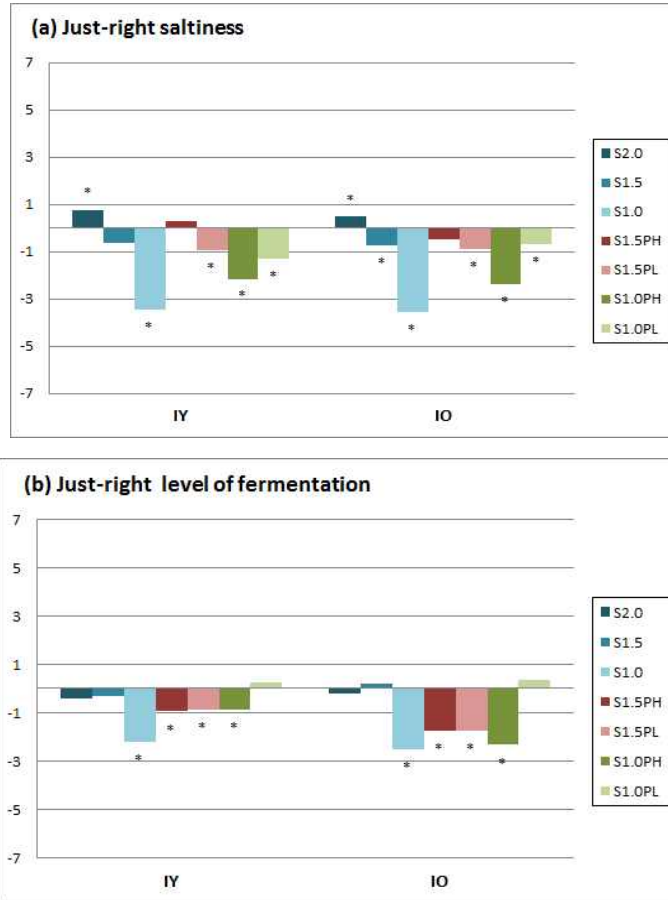 (a) Just-right saltiness
7
5
3
1
-1
-3
-5
-7
*
*
*
*
*
*
*
*
*
*
*
IY
IO
S2.0
S1.5
S1.0
S1.5PH
S1.5PL
S1.0PH
S1.0PL
(b) Just-right level of fermentation
7
5
3
1
-1
-3
-5
-7
*
*
*
*
*
*
*
*
IY
IO
S2.0
S1.5
S1.0
S1.5PH
S1.5PL
S1.0PH
S1.0PL